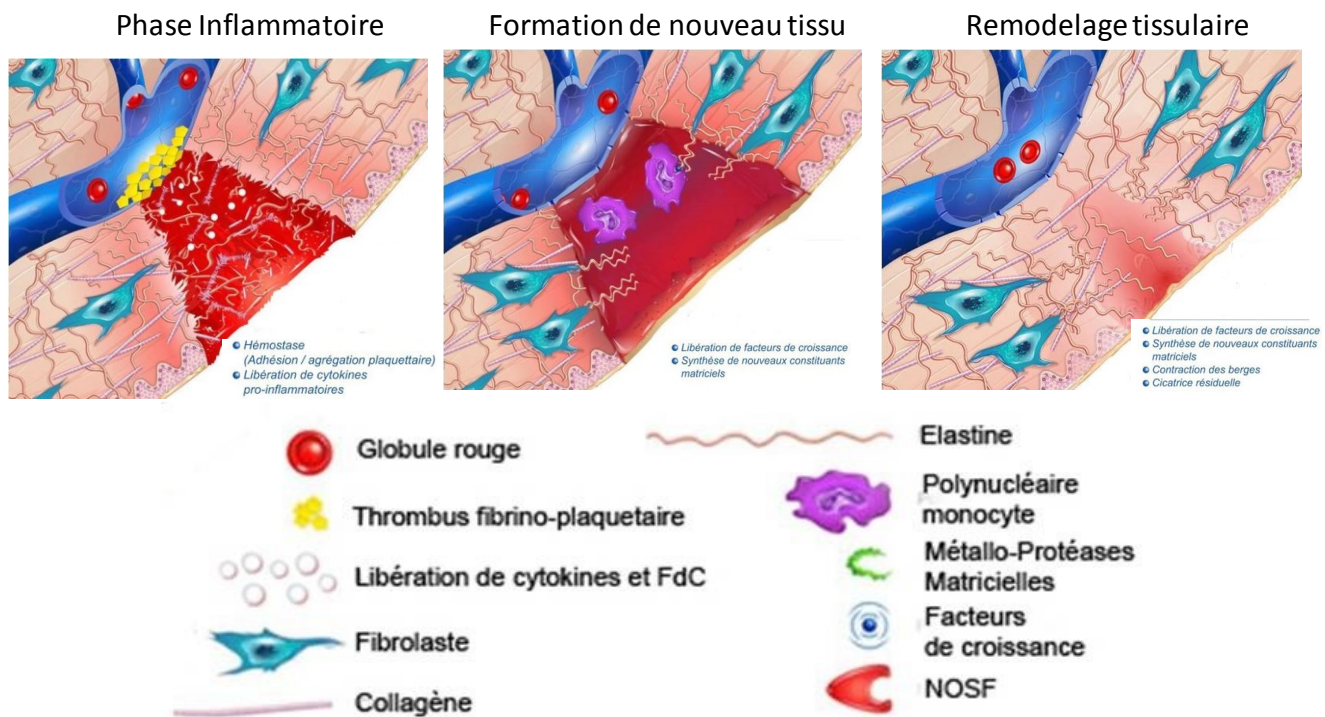 Phase Inflammatoire
Formation de nouveau tissu
Remodelage tissulaire
Hémostase
(Adhésion / agrégation plaquettaire)
Libération de cytokines
pro-inflammatoires
Libération de facteurs de croissance
Synthèse de nouveaux constituants
matriciels
Libération de facteurs de croissance
Synthèse de nouveaux constituants
matriciels
Contraction des berges
Cicatrice résiduelle
Globule rouge
Thrombus fibrino-plaquetaire
Libération de cytokines et FdC
Fibrolaste
Collagène
Elastine
Polynucléaire
monocyte
Métallo-Protéases
Matricielles
Facteurs
de croissance
NOSF